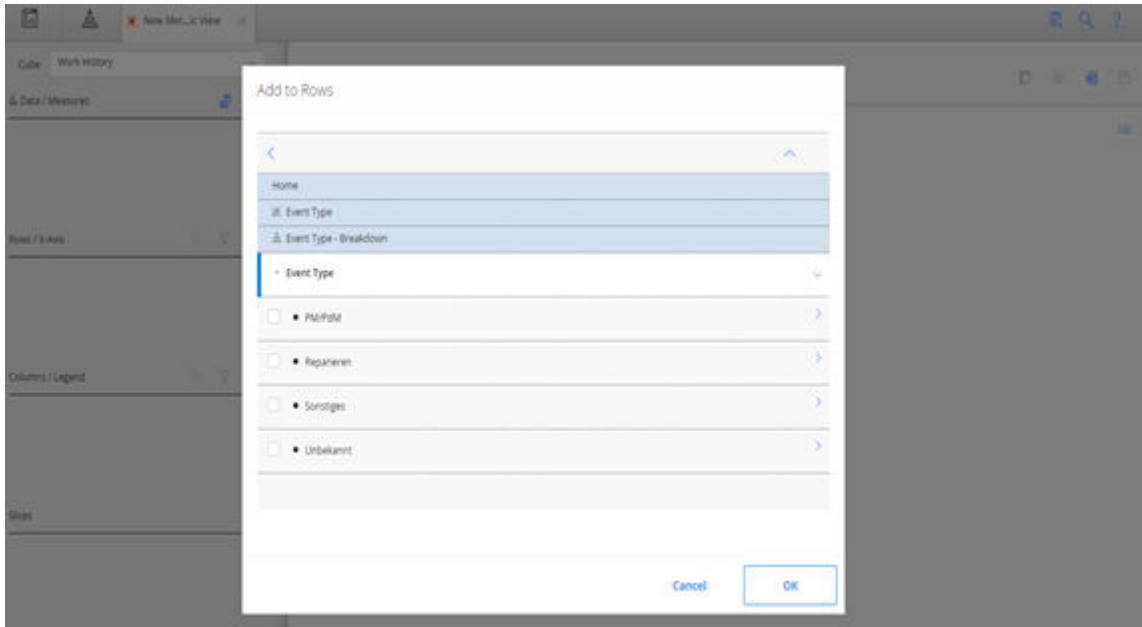 New Met...ic View
Cube
Work History
Data / Measures
Rows / X-Axis
Columns / Legend
Slices
Add to Rows
Home
Event Type
Event Type - Breakdown
Event Type
PM/PdM
Reparieren
Sonstiges
Unbekannt
Cancel
OK